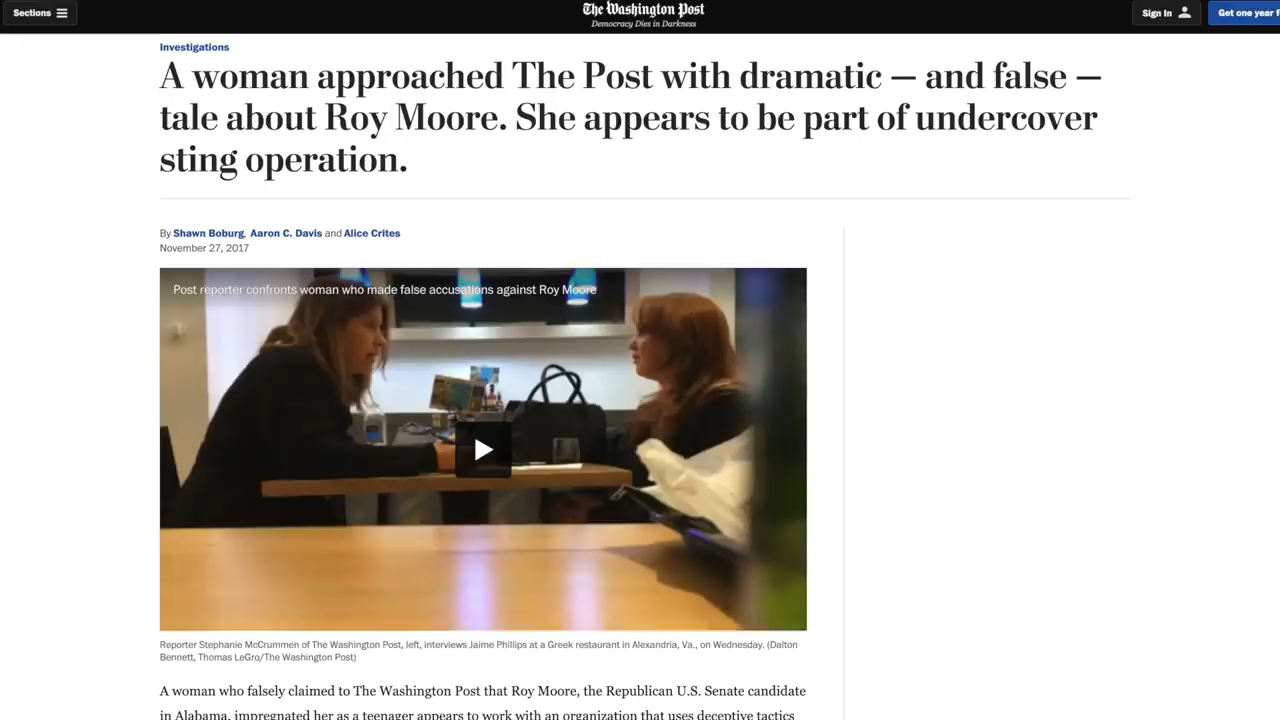 Sections
The Washington Post
Democracy Dies in Darkness
Sign In
Get one year f
Investigations
A woman approached The Post with dramatic — and false —
tale about Roy Moore. She appears to be part of undercover
sting operation.
By Shawn Boburg, Aaron C. Davis and Alice Crites
November 27, 2017
Post reporter confronts woman who made false accusations against Roy Moore
Reporter Stephanie McCrummen of The Washington Post, left, interviews Jaime Phillips at a Greek restaurant in Alexandria, Va., on Wednesday. (Dalton
Bennett, Thomas LeGro/The Washington Post)
A woman who falsely claimed to The Washington Post that Roy Moore, the Republican U.S. Senate candidate
in Alabama, impregnated her as a teenager appears to work with an organization that uses deceptive tactics